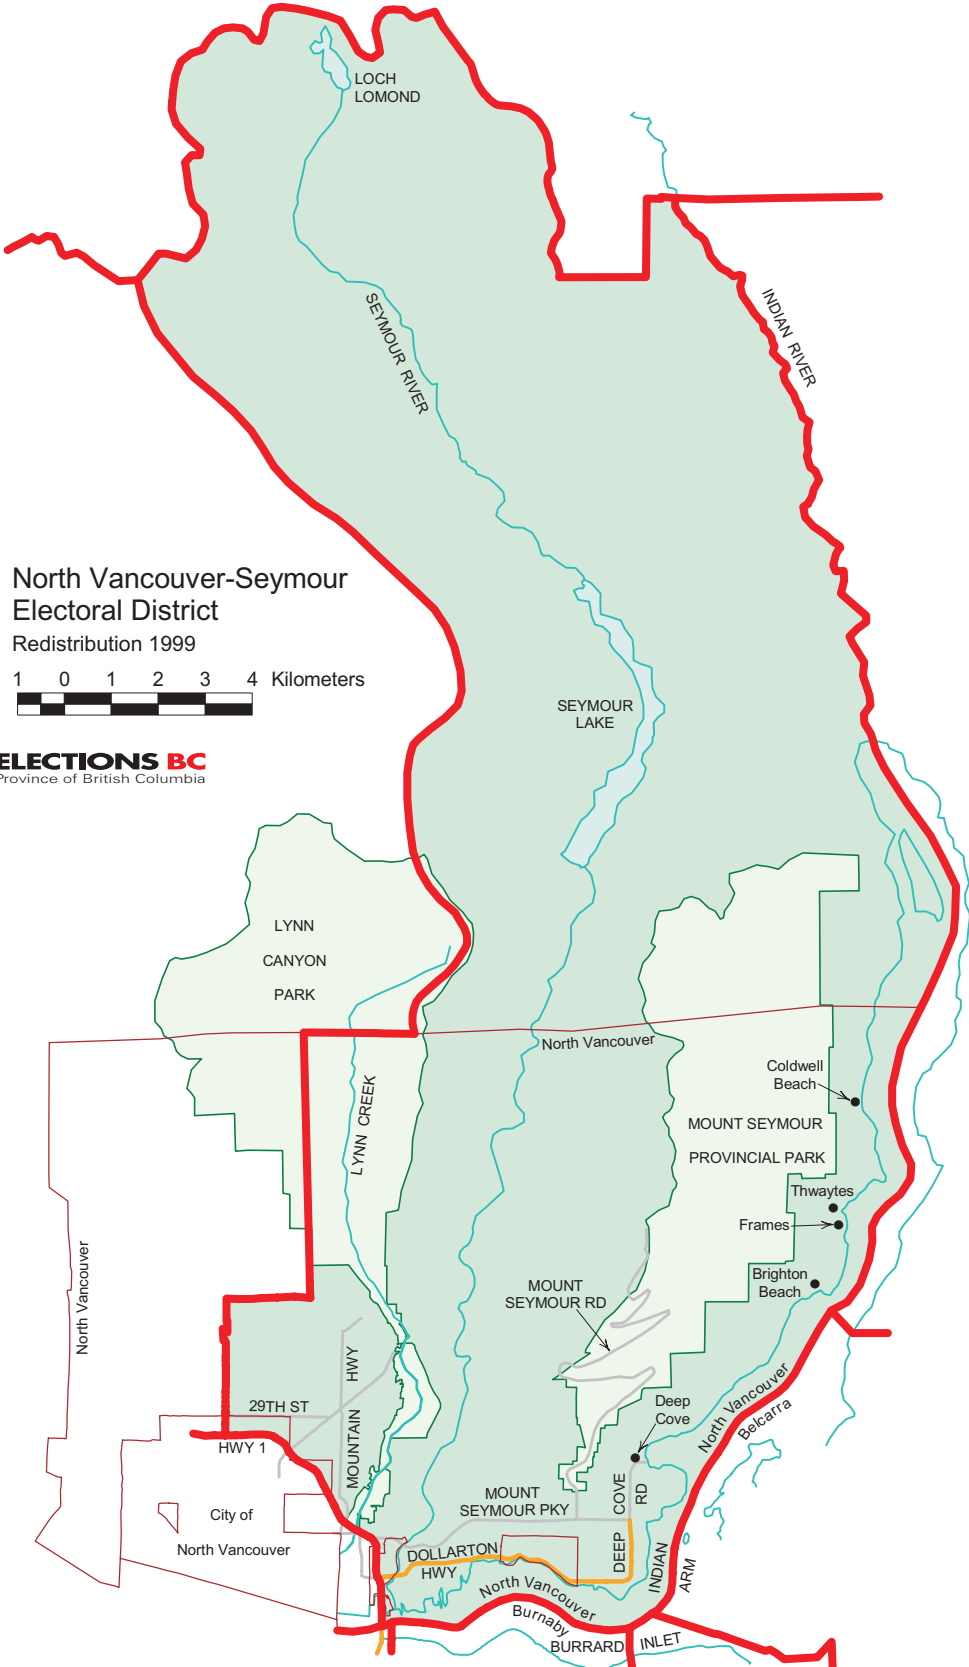 LOCH
LOMOND
SEYMOUR RIVER
INDIAN RIVER
North Vancouver-Seymour
Electoral District
Redistribution 1999
1 0 1 2 3 4 Kilometers
ELECTIONS BC
Province of British Columbia
SEYMOUR
LAKE
LYNN
CANYON
PARK
North Vancouver
Coldwell
Beach
LYNN CREEK
MOUNT SEYMOUR
PROVINCIAL PARK
Thwaytes
Frames
North Vancouver
Brighton
Beach
MOUNT
SEYMOUR RD
29TH ST
HWY 1
MOUNTAIN HWY
Deep
Cove
North Vancouver
Belcarra
City of
North Vancouver
MOUNT
SEYMOUR PKY
DEEP COVE
RD
DOLLARTON
HWY
INDIAN
ARM
North Vancouver
Burnaby
BURRARD INLET